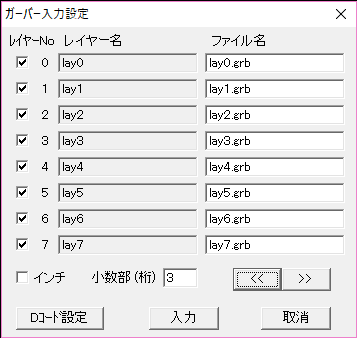 ガーバー入力設定
ﾚｲﾔｰNo レイヤー名 ファイル名
0 lay0 lay0.grb
1 lay1 lay1.grb
2 lay2 lay2.grb
3 lay3 lay3.grb
4 lay4 lay4.grb
5 lay5 lay5.grb
6 lay6 lay6.grb
7 lay7 lay7.grb
インチ 小数部(桁) 3 << >>
Dｺｰﾄﾞ設定 入力 取消